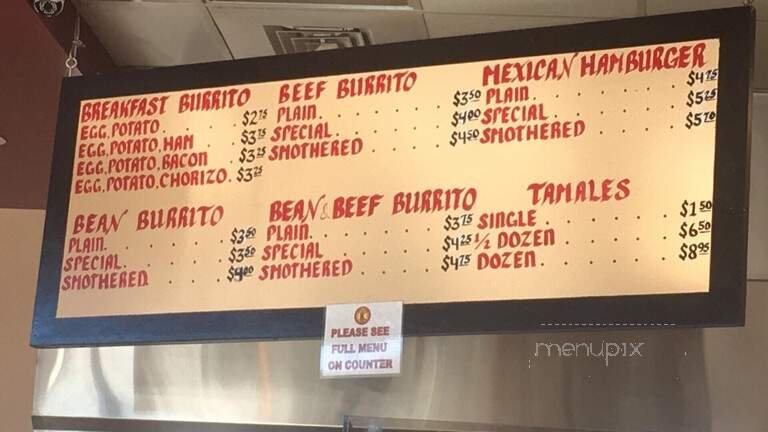 BREAKFAST BURRITO
EGG, POTATO. $2.75
EGG, POTATO, HAM $3.25
EGG, POTATO, BACON $3.25
EGG, POTATO, CHORIZO. $3.25
BEEF BURRITO
PLAIN. $3.50
SPECIAL. $4.00
SMOTHERED $4.50
MEXICAN HAMBURGER
PLAIN. $4.75
SPECIAL. $5.25
SMOTHERED $5.70
BEAN BURRITO
PLAIN.
SPECIAL. $3.50
SMOTHERED. $4.00
BEAN & BEEF BURRITO
PLAIN. $3.75
SPECIAL $4.25
SMOTHERED $4.75
TAMALES
SINGLE $1.50
1/2 DOZEN $6.50
DOZEN. $8.95
PLEASE SEE
FULL MENU
ON COUNTER
menupix